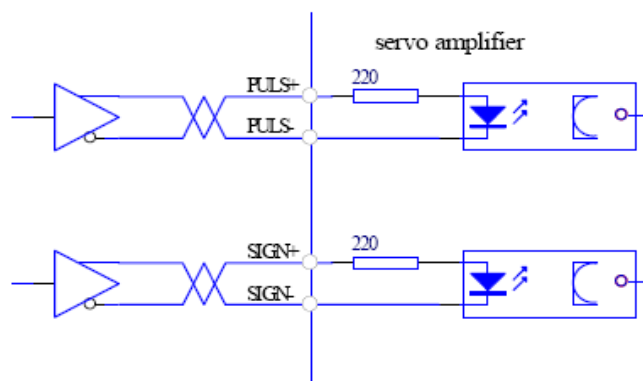 servo amplifier
PULS+
220
PULS-
SIGN+
220
SIGN-